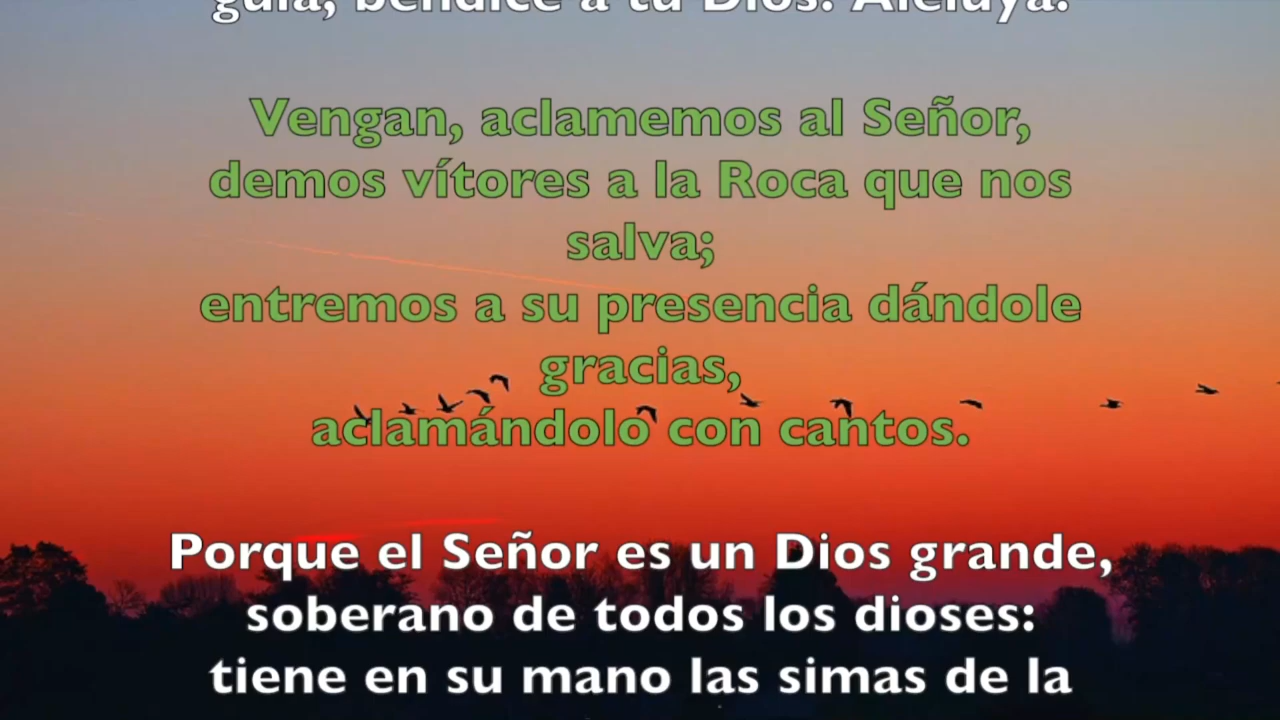 guía, bendice a tu Dios. Aleluya.
Vengan, aclamemos al Señor,
demos vítores a la Roca que nos
salva;
entremos a su presencia dándole
gracias,
aclamándolo con cantos.
Porque el Señor es un Dios grande,
soberano de todos los dioses:
tiene en su mano las simas de la